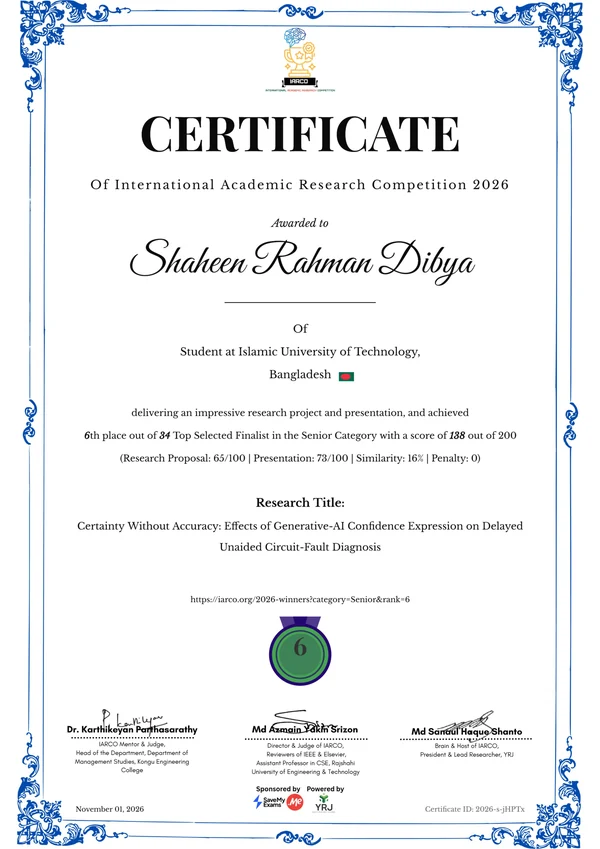 IARCO
INTERNATIONAL ACADEMIC RESEARCH COMPETITION
CERTIFICATE
Of International Academic Research Competition 2026
Awarded to
Shaheen Rahman Dibya
Of
Student at Islamic University of Technology,
Bangladesh
delivering an impressive research project and presentation, and achieved
6th place out of 34 Top Selected Finalist in the Senior Category with a score of 138 out of 200
(Research Proposal: 65/100 | Presentation: 73/100 | Similarity: 16% | Penalty: 0)
Research Title:
Certainty Without Accuracy: Effects of Generative-AI Confidence Expression on Delayed
Unaided Circuit-Fault Diagnosis
https://iarco.org/2026-winners?category=Senior&rank=6
6
Dr. Karthikeyan Parthasarathy
IARCO Mentor & Judge,
Head of the Department, Department of
Management Studies, Kongu Engineering
College
Md Azmain Yakin Srizon
Director & Judge of IARCO,
Reviewers of IEEE & Elsevier,
Assistant Professor in CSE, Rajshahi
University of Engineering & Technology
Md Sanaul Haque Shanto
Brain & Host of IARCO,
President & Lead Researcher, YRJ
Sponsored by
SaveMyExams
me
Powered by
YRJ
November 01, 2026
Certificate ID: 2026-s-jHPTx